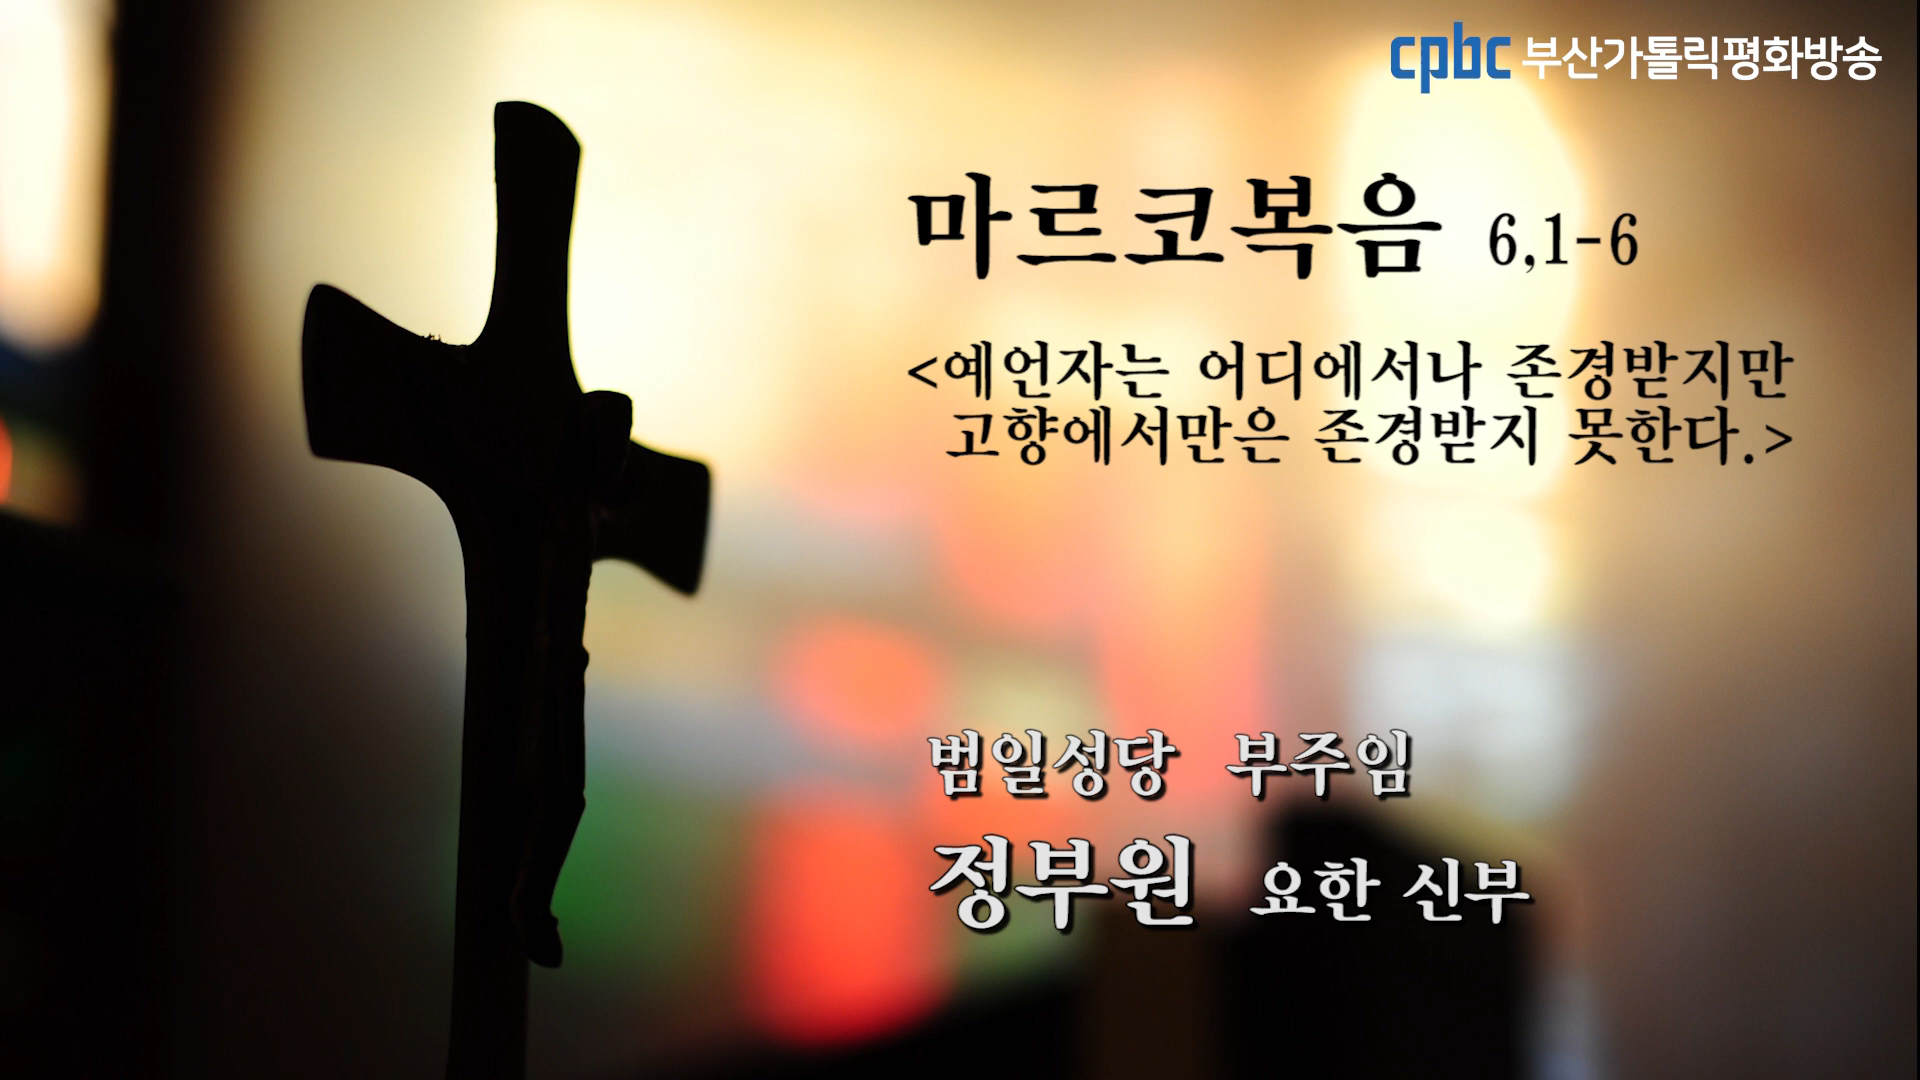 cpbc 부산가톨릭평화방송
마르코복음 6,1-6
<예언자는 어디에서나 존경받지만
고향에서만은 존경받지 못한다.>
범일성당 부주임
정부원 요한 신부